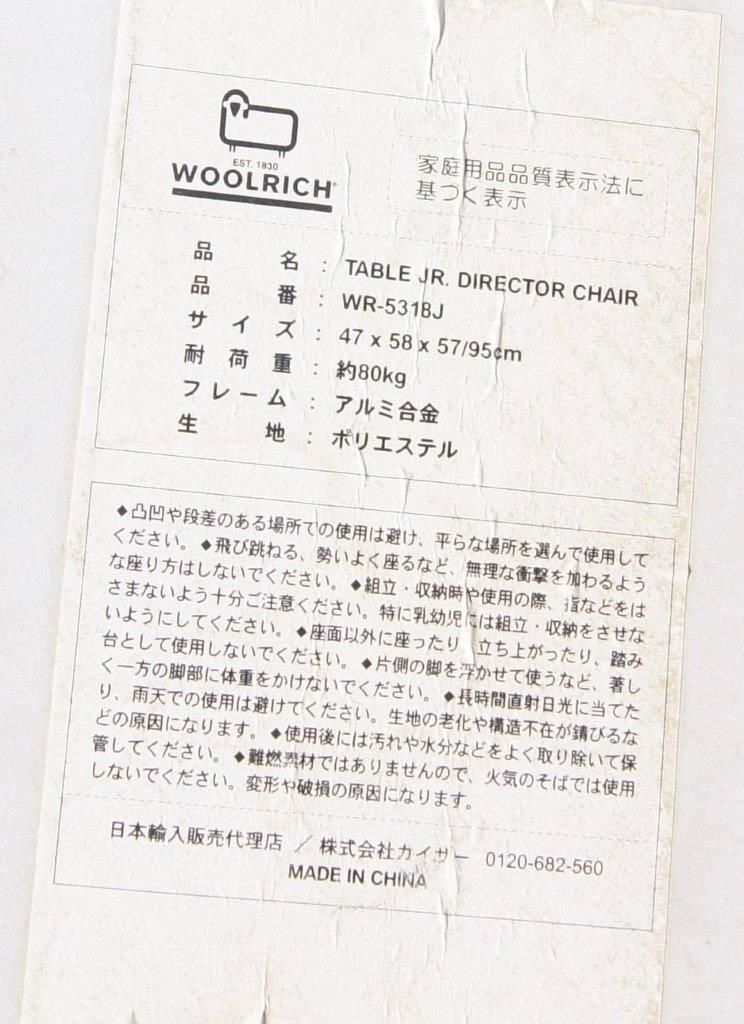 EST. 1830
WOOLRICH
家庭用品品質表示法に
基づく表示
品名 : TABLE JR. DIRECTOR CHAIR
品番 : WR-5318J
サイズ : 47 x 58 x 57/95cm
耐荷重 : 約80kg
フレーム : アルミ合金
生地 : ポリエステル
◆凸凹や段差のある場所での使用は避け、平らな場所を選んで使用して
ください。◆飛び跳ねる、勢いよく座るなど、無理な衝撃を加わるよう
な座り方はしないでください。◆組立・収納時や使用の際、指などをは
さまないよう十分ご注意ください。特に乳幼児には組立・収納をさせな
いようにしてください。◆座面以外に座ったり、立ち上がったり、踏み
台として使用しないでください。◆片側の脚を浮かせて使うなど、著し
く一方の脚部に体重をかけないでください。◆長時間直射日光に当てた
り、雨天での使用は避けてください。生地の老化や構造不在が錆びるな
どの原因になります。◆使用後には汚れや水分などをよく取り除いて保
管してください。◆難燃素材ではありませんので、火気のそばでは使用
しないでください。変形や破損の原因になります。
日本輸入販売代理店 / 株式会社カイザー 0120-682-560
MADE IN CHINA